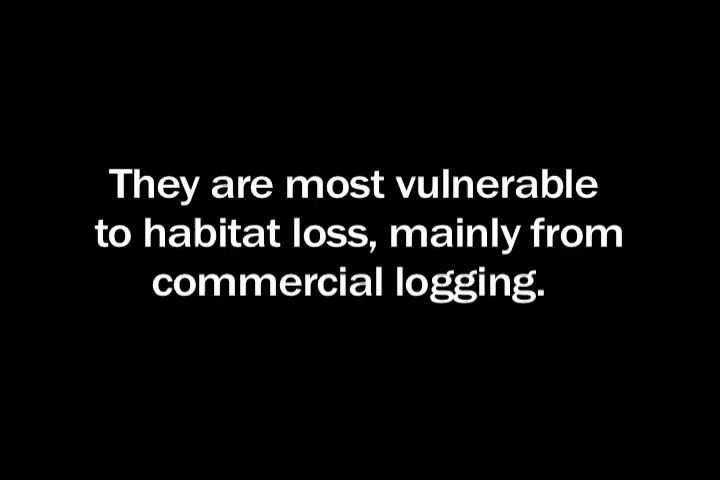 They are most vulnerable
to habitat loss, mainly from
commercial logging.